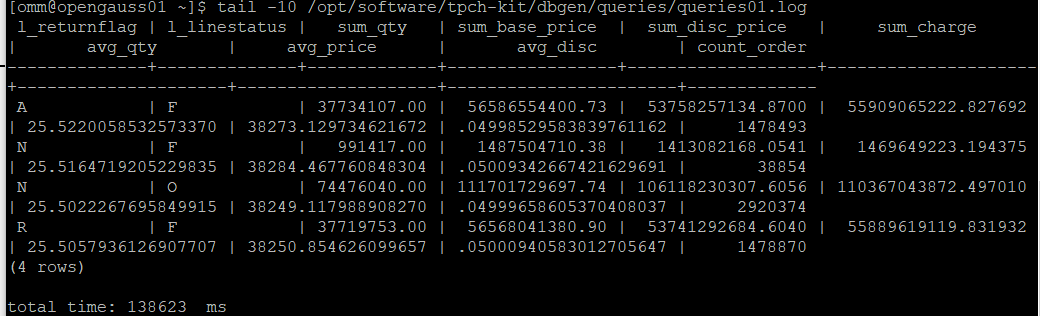 [omm@opengauss01 ~]$ tail -10 /opt/software/tpch-kit/dbgen/queries/queries01.log
 l_returnflag | l_linestatus |   sum_qty   | sum_base_price  |  sum_disc_price   |     sum_charge
|       avg_qty       |     avg_price      |        avg_disc        | count_order
--------------+--------------+-------------+-----------------+-------------------+---------------------
+---------------------+--------------------+------------------------+-------------
 A            | F            | 37734107.00 |  56586554400.73 |  53758257134.8700 |  55909065222.827692
| 25.5220058532573370 | 38273.129734621672 | .04998529583839761162 |     1478493
 N            | F            |   991417.00 |   1487504710.38 |   1413082168.0541 |   1469649223.194375
| 25.5164719205229835 | 38284.467760848304 | .05009342667421629691 |       38854
 N            | O            | 74476040.00 | 111701729697.74 | 106118230307.6056 | 110367043872.497010
| 25.5022267695849915 | 38249.117988908270 | .04999658605370408037 |     2920374
 R            | F            | 37719753.00 |  56568041380.90 |  53741292684.6040 |  55889619119.831932
| 25.5057936126907707 | 38250.854626099657 | .05000940583012705647 |     1478870
(4 rows)
total time: 138623  ms